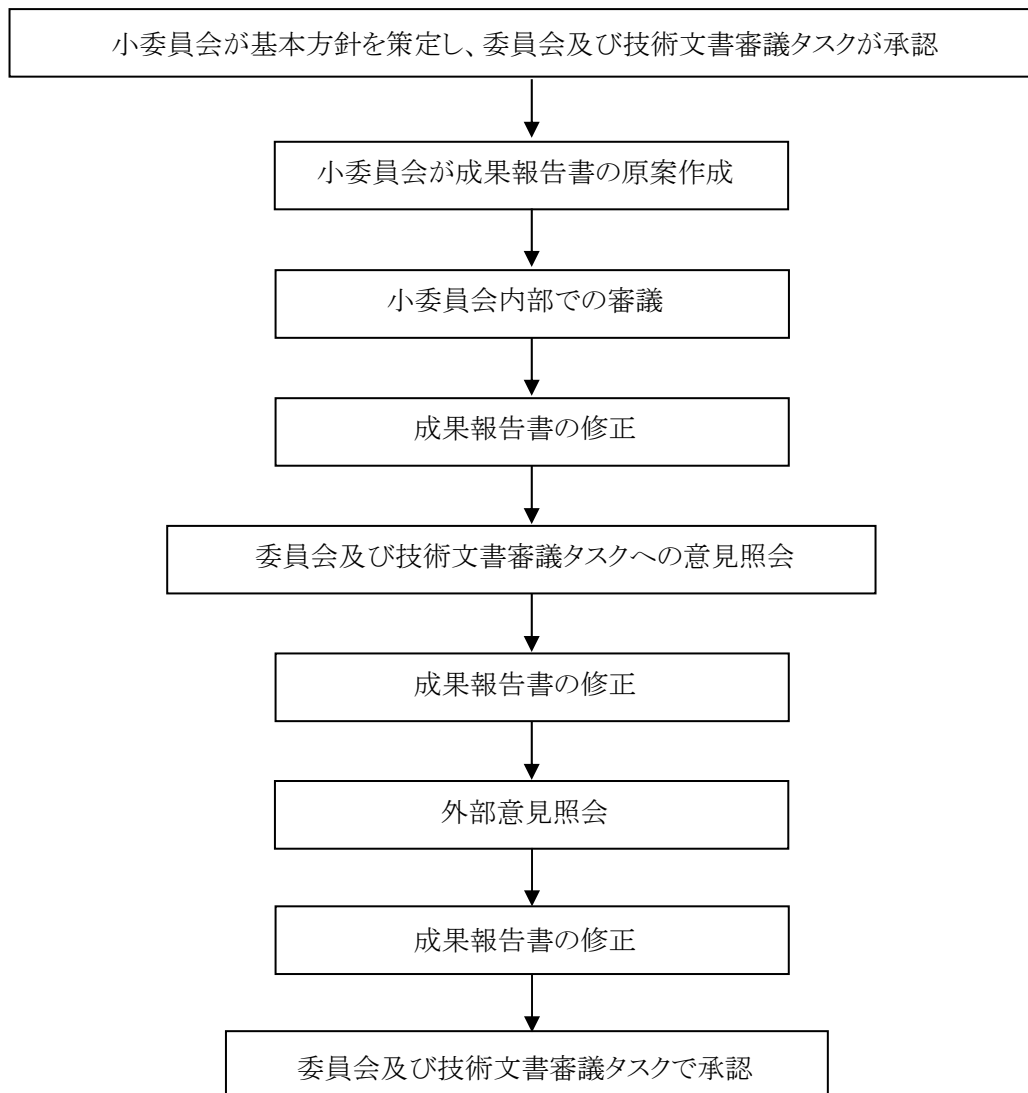 小委員会が基本方針を策定し、委員会及び技術文書審議タスクが承認
小委員会が成果報告書の原案作成
小委員会内部での審議
成果報告書の修正
委員会及び技術文書審議タスクへの意見照会
成果報告書の修正
外部意見照会
成果報告書の修正
委員会及び技術文書審議タスクで承認